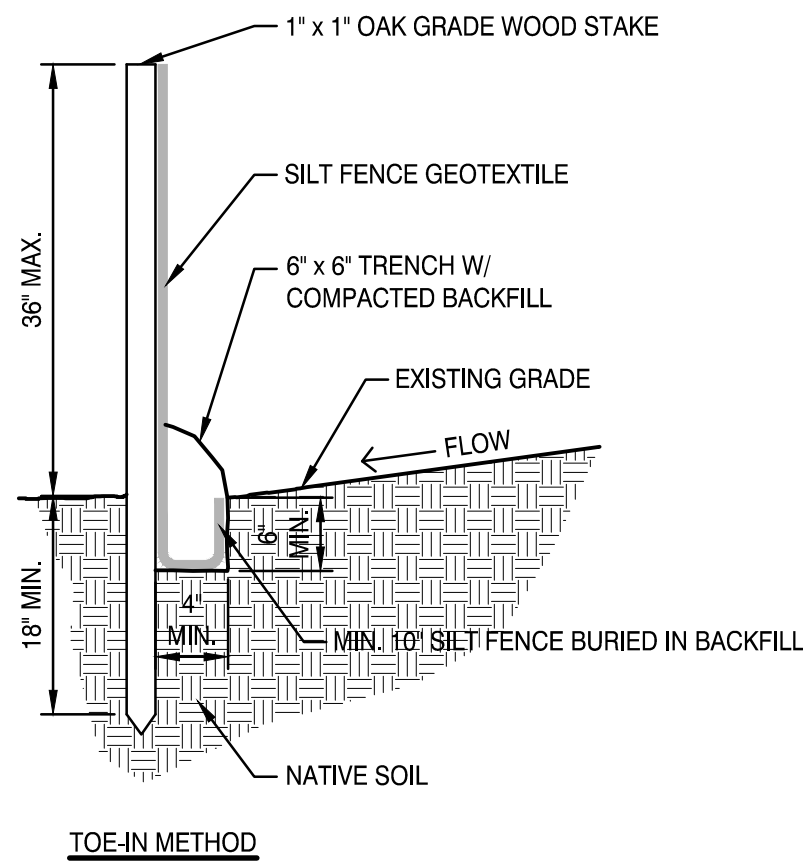 1" x 1" OAK GRADE WOOD STAKE
SILT FENCE GEOTEXTILE
36" MAX.
6" x 6" TRENCH W/
COMPACTED BACKFILL
EXISTING GRADE
FLOW
6"
MIN.
18" MIN.
4"
MIN.
MIN. 10" SILT FENCE BURIED IN BACKFILL
NATIVE SOIL
TOE-IN METHOD